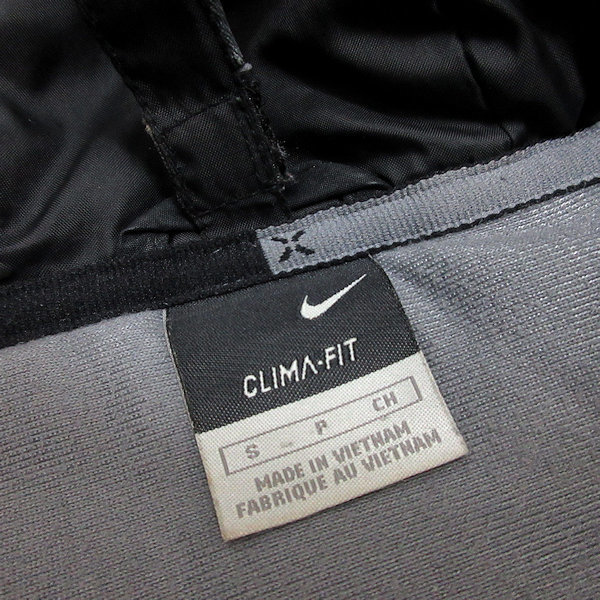 CLIMA-FIT
S - P CH
MADE IN VIETNAM
FABRIQUE AU VIETNAM